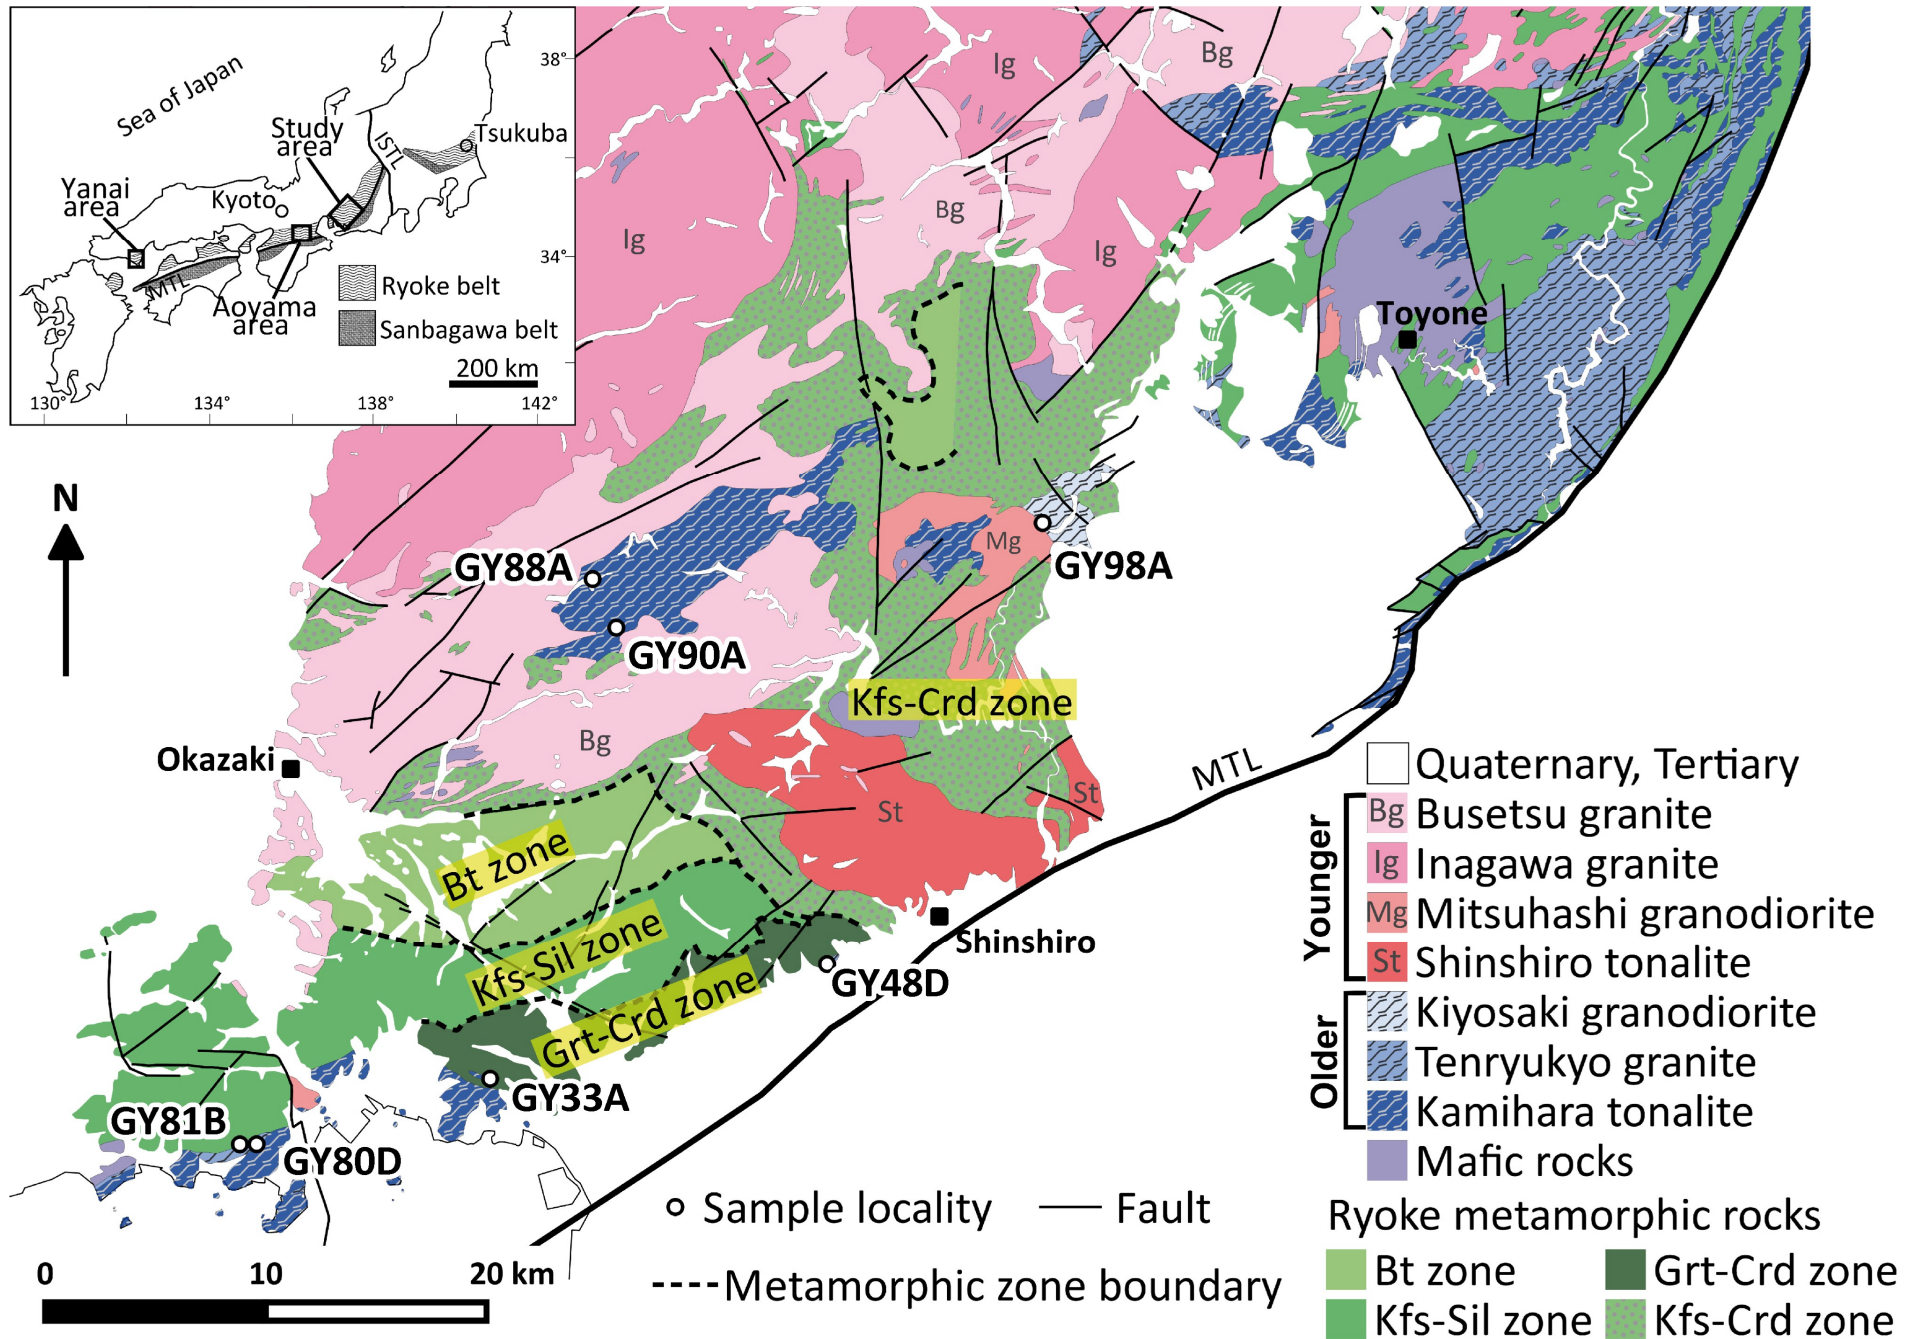 Sea of Japan
38°
Study
area
ISTL
Tsukuba
Yanai
area
Kyoto
34°
MTL
Aoyama
area
Ryoke belt
Sanbagawa belt
200 km
130°
134°
138°
142°
Ig
Bg
Ig
Bg
Ig
Toyone
N
GY88A
Mg
GY98A
GY90A
Kfs-Crd zone
Okazaki
Bg
MTL
St
St
Bt zone
Kfs-Sil zone
Shinshiro
Grt-Crd zone
GY48D
GY33A
GY81B
GY80D
Quaternary, Tertiary
Younger
Bg Busetsu granite
Ig Inagawa granite
Mg Mitsuhashi granodiorite
St Shinshiro tonalite
Older
Kiyosaki granodiorite
Tenryukyo granite
Kamihara tonalite
Mafic rocks
Ryoke metamorphic rocks
Bt zone
Grt-Crd zone
Kfs-Sil zone
Kfs-Crd zone
Sample locality
Fault
Metamorphic zone boundary
0 10 20 km